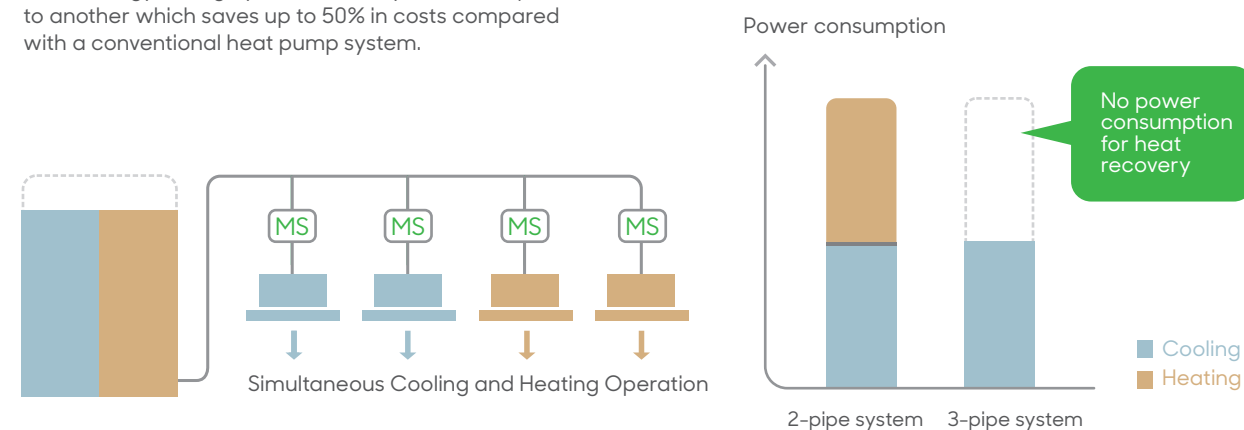 to another which saves up to 50% in costs compared
with a conventional heat pump system.
Power consumption
No power
consumption
for heat
recovery
MS MS MS MS
Simultaneous Cooling and Heating Operation
Cooling
Heating
2-pipe system 3-pipe system